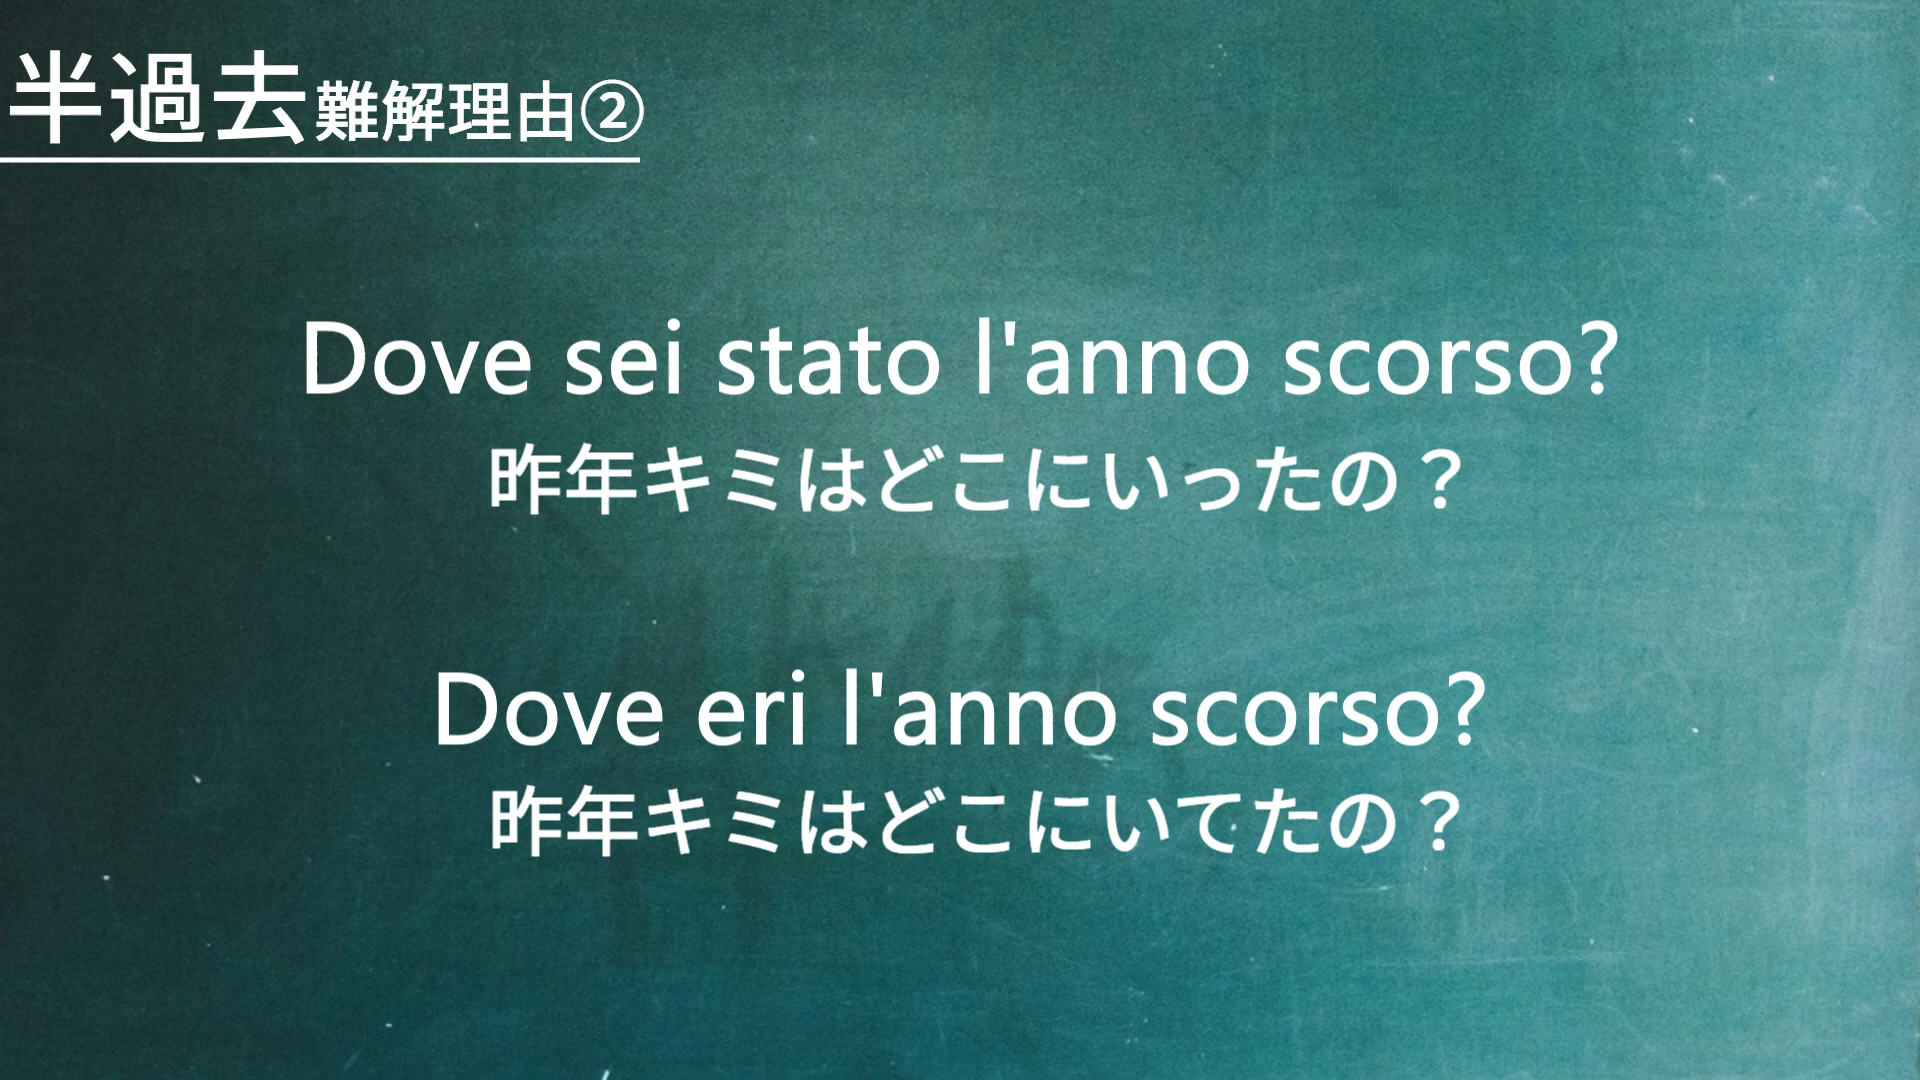 半過去難解理由②
Dove sei stato l'anno scorso?
昨年キミはどこにいったの？
Dove eri l'anno scorso?
昨年キミはどこにいてたの？